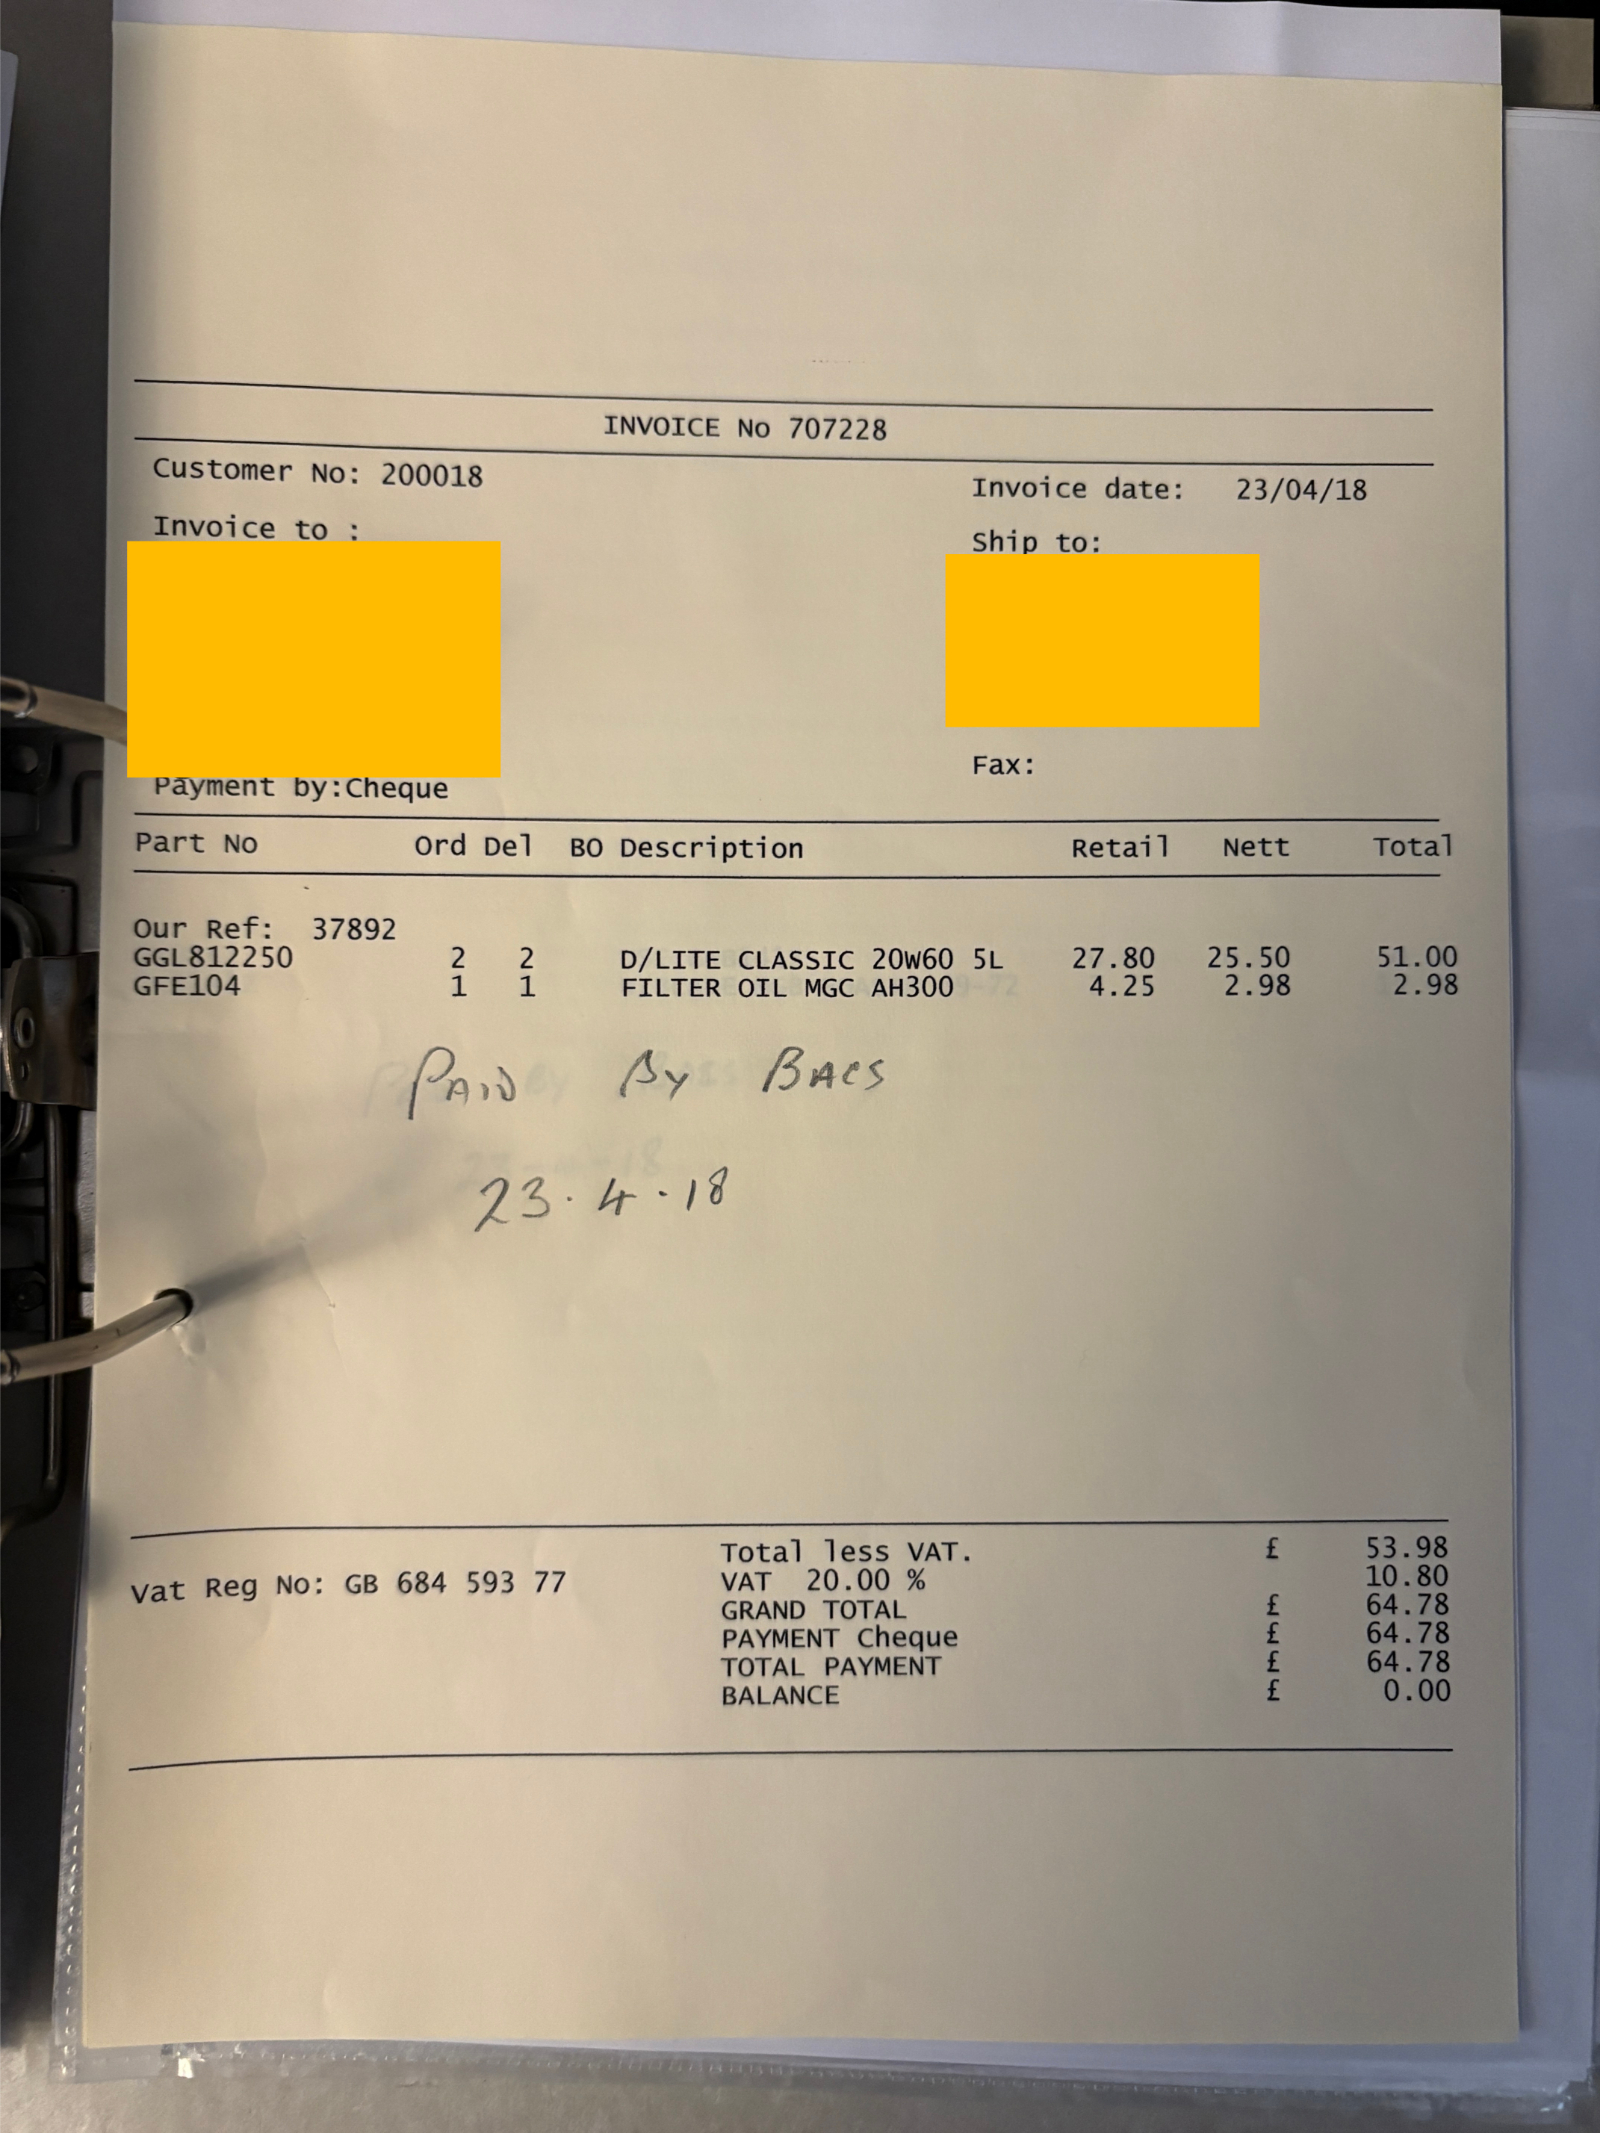 INVOICE No 707228
Customer No: 200018
Invoice date: 23/04/18
Invoice to :
Ship to:
Fax:
Payment by:Cheque
Part No Ord Del BO Description Retail Nett Total
Our Ref: 37892
GGL812250 2 2 D/LITE CLASSIC 20W60 5L 27.80 25.50 51.00
GFE104 1 1 FILTER OIL MGC AH300 4.25 2.98 2.98
PAID BY BACS
23.4.18
Total less VAT. £ 53.98
Vat Reg No: GB 684 593 77
VAT 20.00 % 10.80
GRAND TOTAL £ 64.78
PAYMENT Cheque £ 64.78
TOTAL PAYMENT £ 64.78
BALANCE £ 0.00